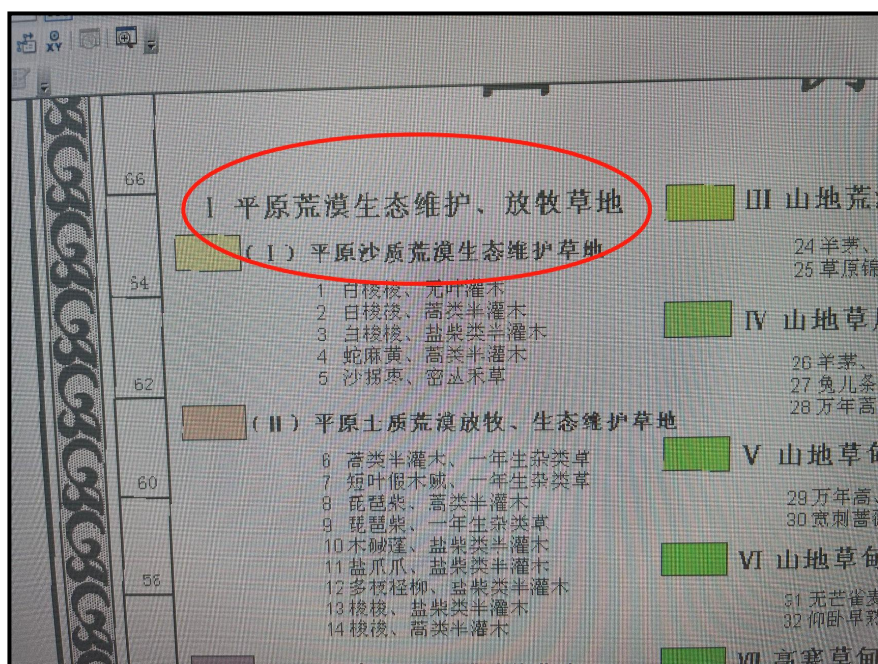 XY
66
Ⅰ 平原荒漠生态维护、放牧草地
(Ⅰ) 平原沙质荒漠生态维护草地
64
1 白梭梭、无叶灌木
2 白梭梭、蒿类半灌木
3 白梭梭、盐柴类半灌木
4 蛇麻黄、蒿类半灌木
5 沙拐枣、密丛禾草
62
(Ⅱ) 平原土质荒漠放牧、生态维护草地
6 蒿类半灌木、一年生杂类草
7 短叶假木贼、一年生杂类草
8 琵琶柴、蒿类半灌木
9 琵琶柴、一年生杂类草
10 木碱蓬、盐柴类半灌木
11 盐爪爪、盐柴类半灌木
12 多枝柽柳、盐柴类半灌木
13 梭梭、盐柴类半灌木
14 梭梭、蒿类半灌木
60
58
Ⅲ 山地荒
24 羊茅、
25 草原锦
Ⅳ 山地草
26 羊茅、
27 兔儿条
28 万年蒿
Ⅴ 山地草甸
29 万年蒿、
30 宽刺蔷
Ⅵ 山地草甸
31 无芒雀麦
32 仰卧早熟
Ⅶ 高寒草甸